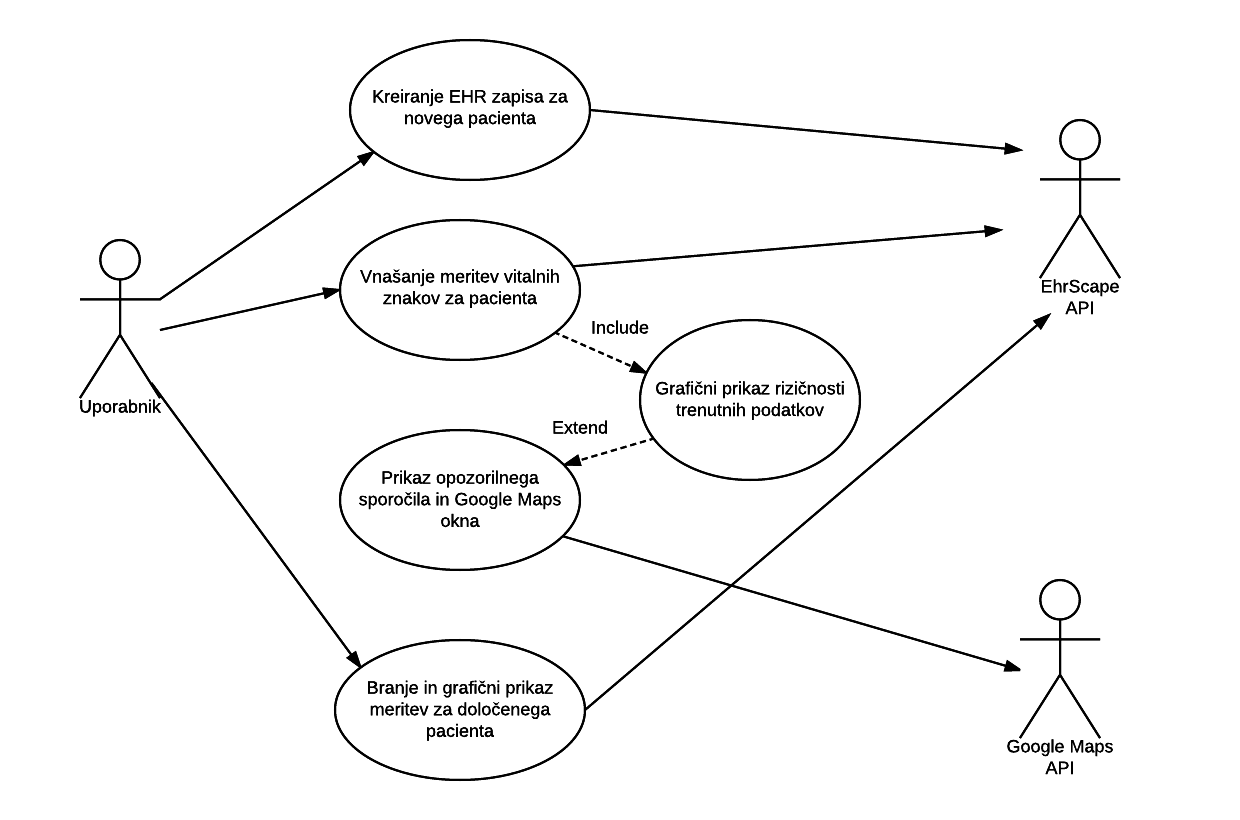 Kreiranje EHR zapisa za
novega pacienta
Vnašanje meritev vitalnih
znakov za pacienta
EhrScape
API
Include
Grafični prikaz rizičnosti
trenutnih podatkov
Uporabnik
Extend
Prikaz opozorilnega
sporočila in Google Maps
okna
Branje in grafični prikaz
meritev za določenega
pacienta
Google Maps
API